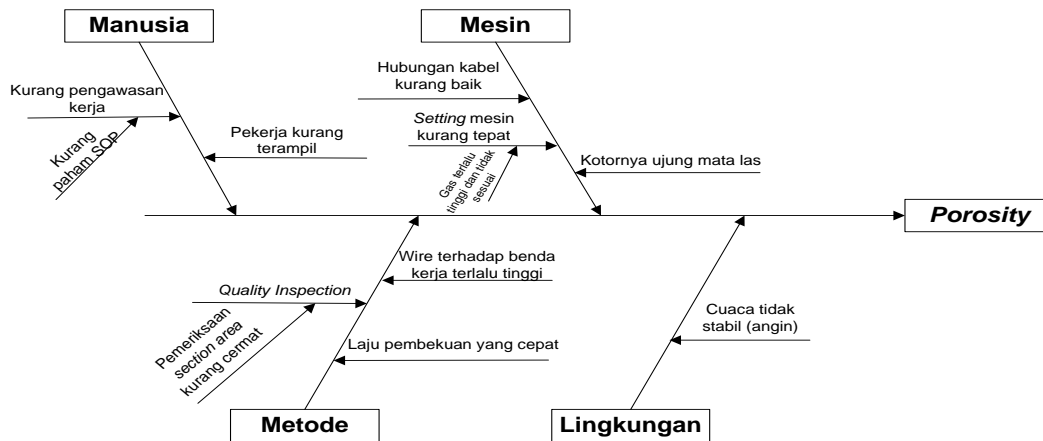 Manusia
Mesin
Kurang pengawasan
kerja
Kurang
paham SOP
Pekerja kurang
terampil
Hubungan kabel
kurang baik
Setting mesin
kurang tepat
Gas terlalu
tinggi dan tidak
sesuai
Kotornya ujung mata las
Porosity
Wire terhadap benda
kerja terlalu tinggi
Quality Inspection
Pemeriksaan
section area
kurang cermat
Laju pembekuan yang cepat
Cuaca tidak
stabil (angin)
Metode
Lingkungan